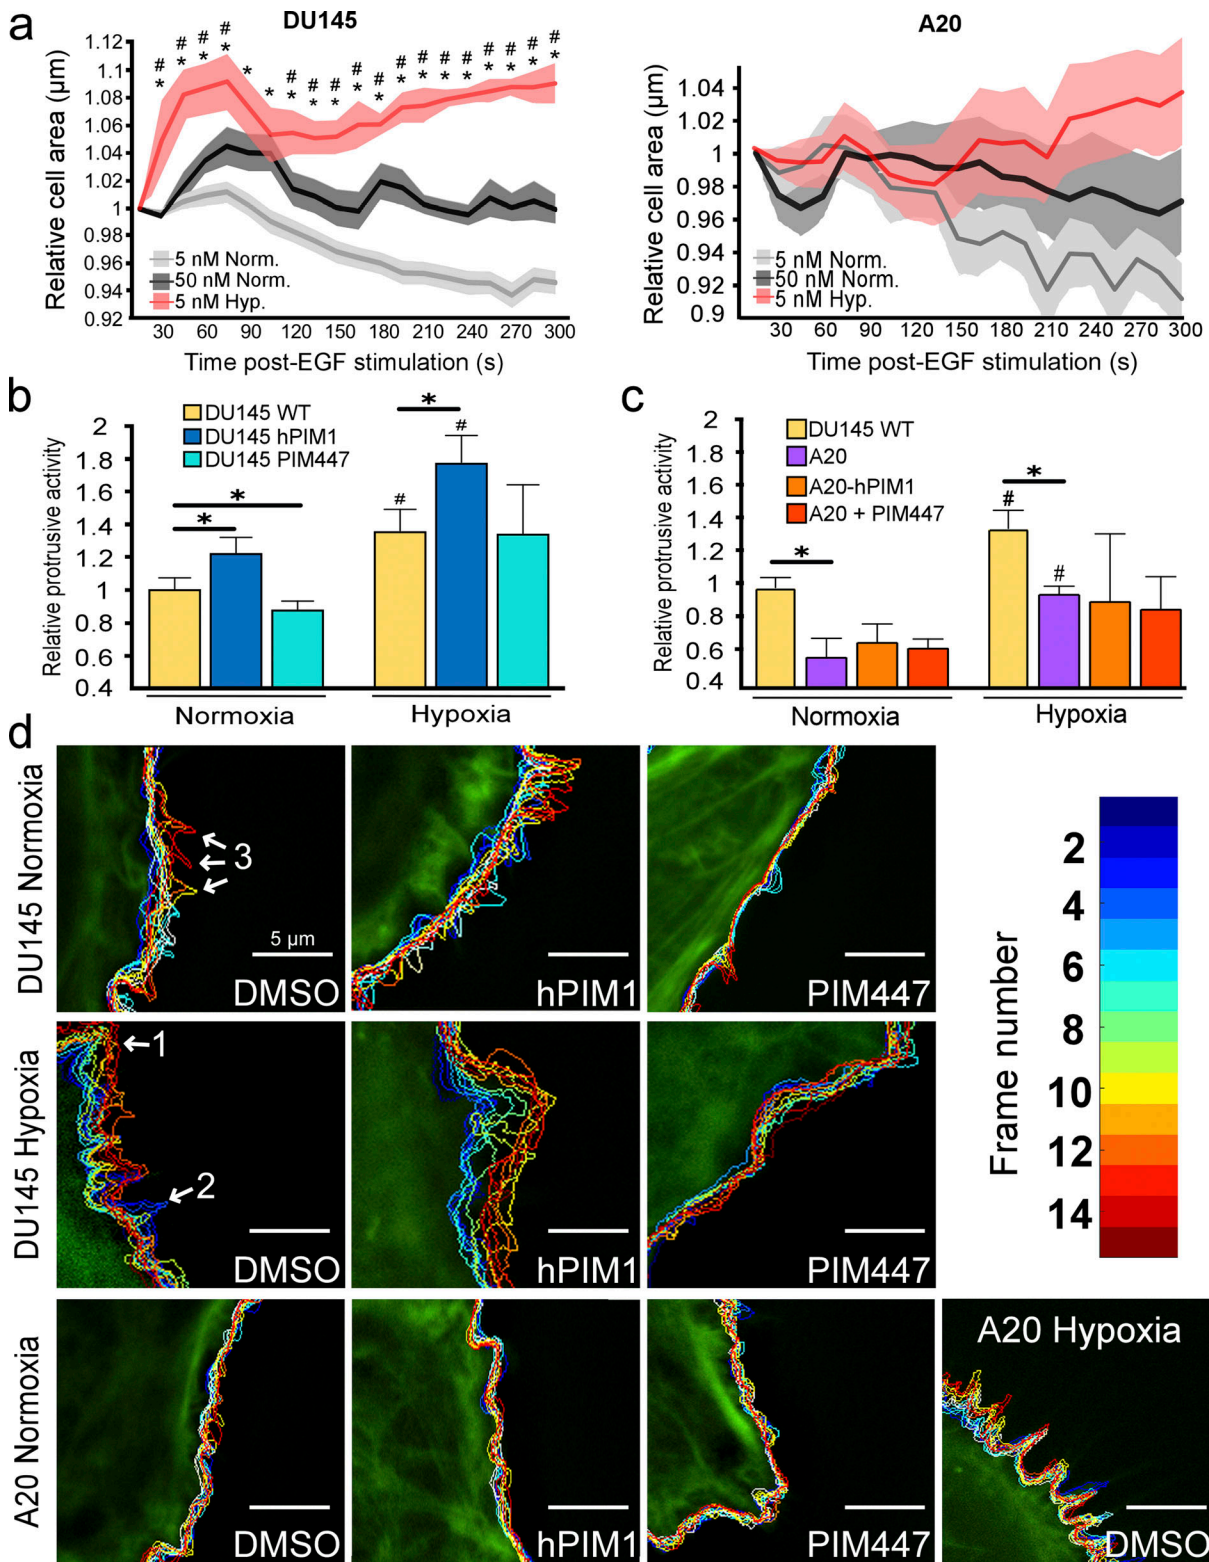 a
DU145
Relative cell area (µm)
1.12
1.10
1.08
1.06
1.04
1.02
1
0.98
0.96
0.94
0.92
# # # # # # # # # # # # # # # # #
* * * * * * * * * * * * * * * * * * *
5 nM Norm.
50 nM Norm.
5 nM Hyp.
30 60 90 120 150 180 210 240 270 300
Time post-EGF stimulation (s)
A20
Relative cell area (µm)
1.04
1.02
1.00
0.98
0.96
0.94
0.92
0.9
5 nM Norm.
50 nM Norm.
5 nM Hyp.
30 60 90 120 150 180 210 240 270 300
Time post-EGF stimulation (s)
b
Relative protrusive activity
2
1.8
1.6
1.4
1.2
1
0.8
0.6
0.4
DU145 WT
DU145 hPIM1
DU145 PIM447
* * # * #
Normoxia Hypoxia
c
Relative protrusive activity
2
1.8
1.6
1.4
1.2
1
0.8
0.6
0.4
DU145 WT
A20
A20-hPIM1
A20 + PIM447
* # * #
Normoxia Hypoxia
d
DU145 Normoxia
3
5 µm
DMSO
hPIM1
PIM447
DU145 Hypoxia
1
2
DMSO
hPIM1
PIM447
A20 Normoxia
DMSO
hPIM1
PIM447
A20 Hypoxia
DMSO
Frame number
2
4
6
8
10
12
14